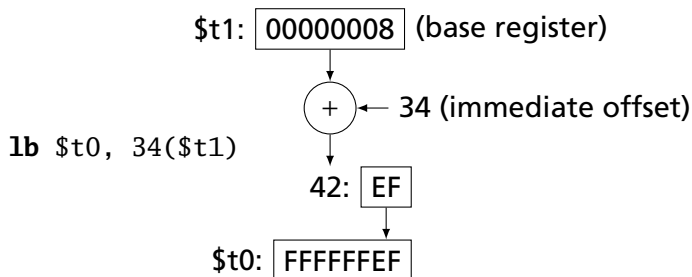 $t1: 00000008 (base register)
+ 34 (immediate offset)
lb $t0, 34($t1)
42: EF
$t0: FFFFFFEF